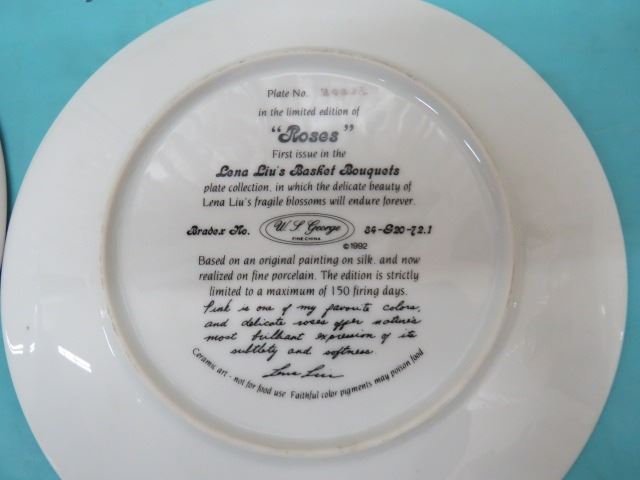 Plate No.
in the limited edition of
"Roses"
First issue in the
Lena Liu's Basket Bouquets
plate collection, in which the delicate beauty of
Lena Liu's fragile blossoms will endure forever.
Bradex No. W S George 84-G20-72.1
FINE CHINA
©1992
Based on an original painting on silk, and now
realized on fine porcelain. The edition is strictly
limited to a maximum of 150 firing days.
Pink is one of my favorite colors,
and delicate roses offer nature's
most brilliant expression of its
subtlety and softness.
Lena Liu
Ceramic art - not for food use. Faithful color pigments may poison food